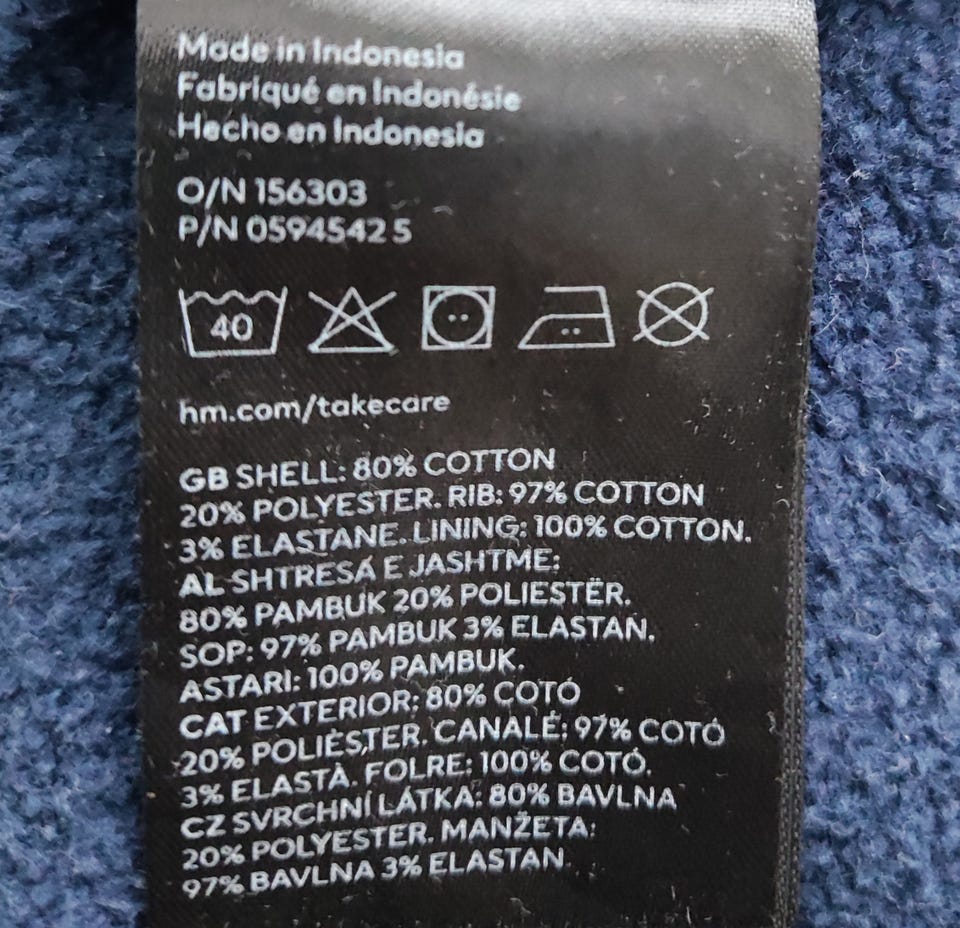 Made in Indonesia
Fabriqué en Indonésie
Hecho en Indonesia
O/N 156303
P/N 05945425
40
hm.com/takecare
GB SHELL: 80% COTTON
20% POLYESTER. RIB: 97% COTTON
3% ELASTANE. LINING: 100% COTTON.
AL SHTRESA E JASHTME:
80% PAMBUK 20% POLIESTËR.
SOP: 97% PAMBUK 3% ELASTAN.
ASTARI: 100% PAMBUK.
CAT EXTERIOR: 80% COTÓ
20% POLIÈSTER. CANALÉ: 97% COTÓ
3% ELASTÀ. FOLRE: 100% COTÓ.
CZ SVRCHNÍ LÁTKA: 80% BAVLNA
20% POLYESTER. MANŽETA:
97% BAVLNA 3% ELASTAN.